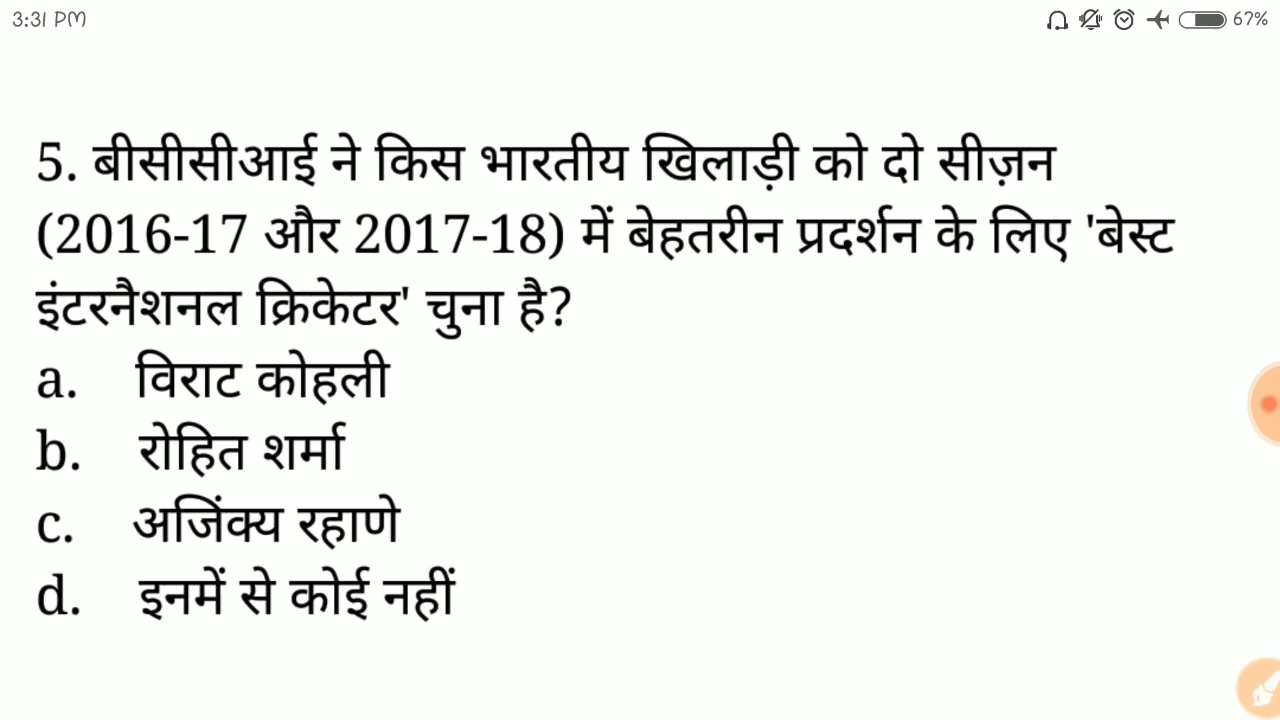 3:31 PM
67%
5. बीसीसीआई ने किस भारतीय खिलाड़ी को दो सीज़न
(2016-17 और 2017-18) में बेहतरीन प्रदर्शन के लिए 'बेस्ट
इंटरनैशनल क्रिकेटर' चुना है?
a. विराट कोहली
b. रोहित शर्मा
c. अजिंक्य रहाणे
d. इनमें से कोई नहीं